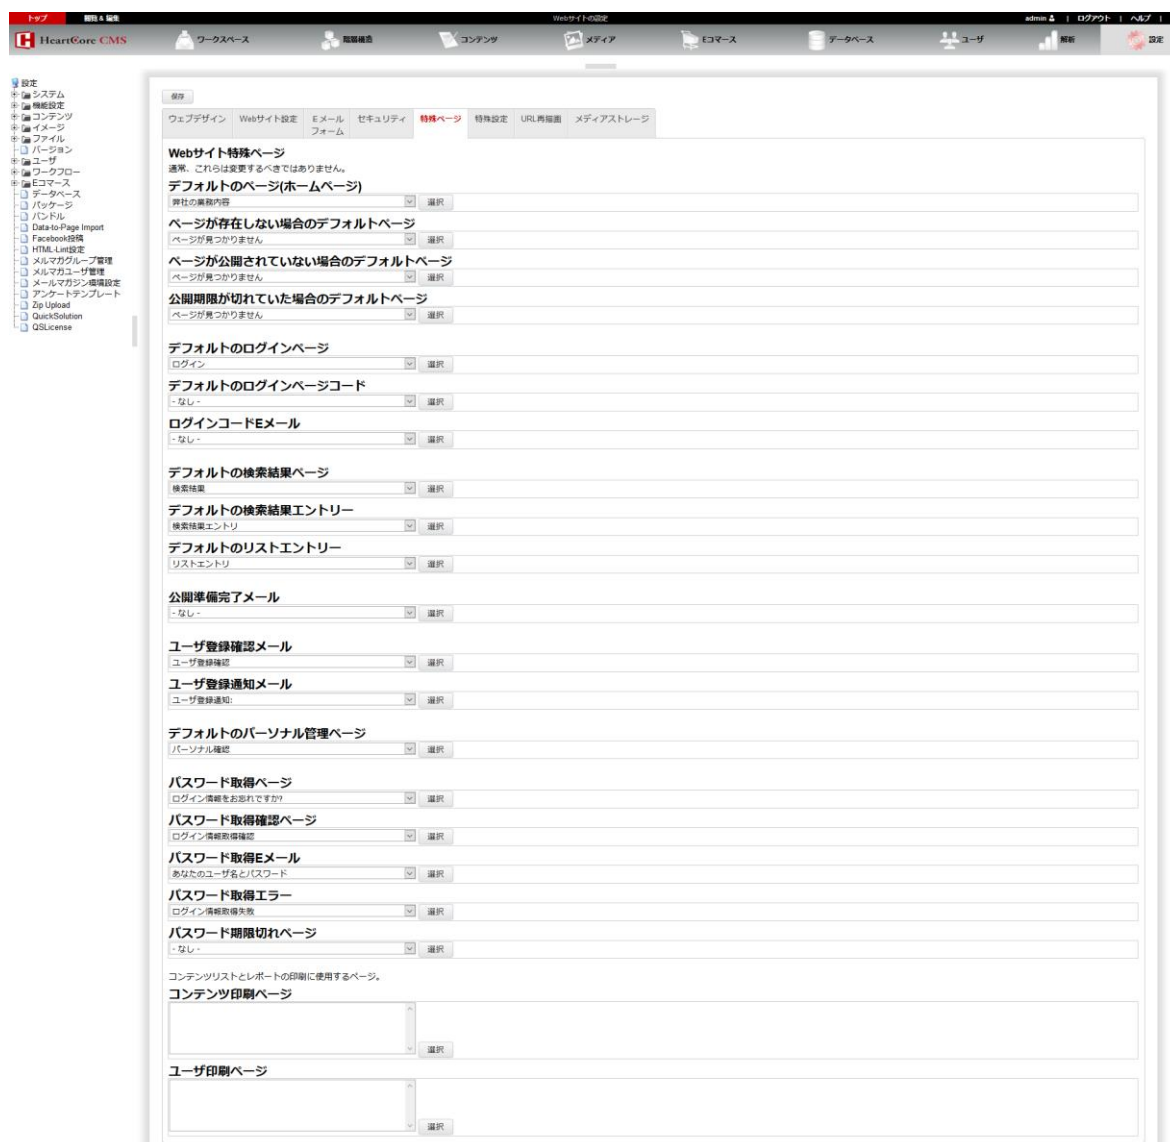 トップ 閲覧 & 編集 Webサイトの設定 admin | ログアウト | ヘルプ |
HeartCore CMS ワークスペース 階層構造 コンテンツ メディア Eコマース データベース ユーザ 解析 設定
設定
システム
機能設定
コンテンツ
イメージ
ファイル
バージョン
ユーザ
ワークフロー
Eコマース
データベース
パッケージ
バンドル
Data-to-Page Import
Facebook投稿
HTML-Lint設定
メルマガグループ管理
メルマガユーザ管理
メールマガジン環境設定
アンケートテンプレート
Zip Upload
QuickSolution
QSLicense
保存
ウェブデザイン Webサイト設定 Eメールフォーム セキュリティ 特殊ページ 特殊設定 URL再描画 メディアストレージ
Webサイト特殊ページ
通常、これらは変更するべきではありません。
デフォルトのページ(ホームページ)
弊社の業務内容 選択
ページが存在しない場合のデフォルトページ
ページが見つかりません 選択
ページが公開されていない場合のデフォルトページ
ページが見つかりません 選択
公開期限が切れていた場合のデフォルトページ
ページが見つかりません 選択
デフォルトのログインページ
ログイン 選択
デフォルトのログインページコード
- なし - 選択
ログインコードEメール
- なし - 選択
デフォルトの検索結果ページ
検索結果 選択
デフォルトの検索結果エントリー
検索結果エントリ 選択
デフォルトのリストエントリー
リストエントリ 選択
公開準備完了メール
- なし - 選択
ユーザ登録確認メール
ユーザ登録確認 選択
ユーザ登録通知メール
ユーザ登録通知: 選択
デフォルトのパーソナル管理ページ
パーソナル確認 選択
パスワード取得ページ
ログイン情報をお忘れですか? 選択
パスワード取得確認ページ
ログイン情報取得確認 選択
パスワード取得Eメール
あなたのユーザ名とパスワード 選択
パスワード取得エラー
ログイン情報取得失敗 選択
パスワード期限切れページ
- なし - 選択
コンテンツリストとレポートの印刷に使用するページ。
コンテンツ印刷ページ
選択
ユーザ印刷ページ
選択